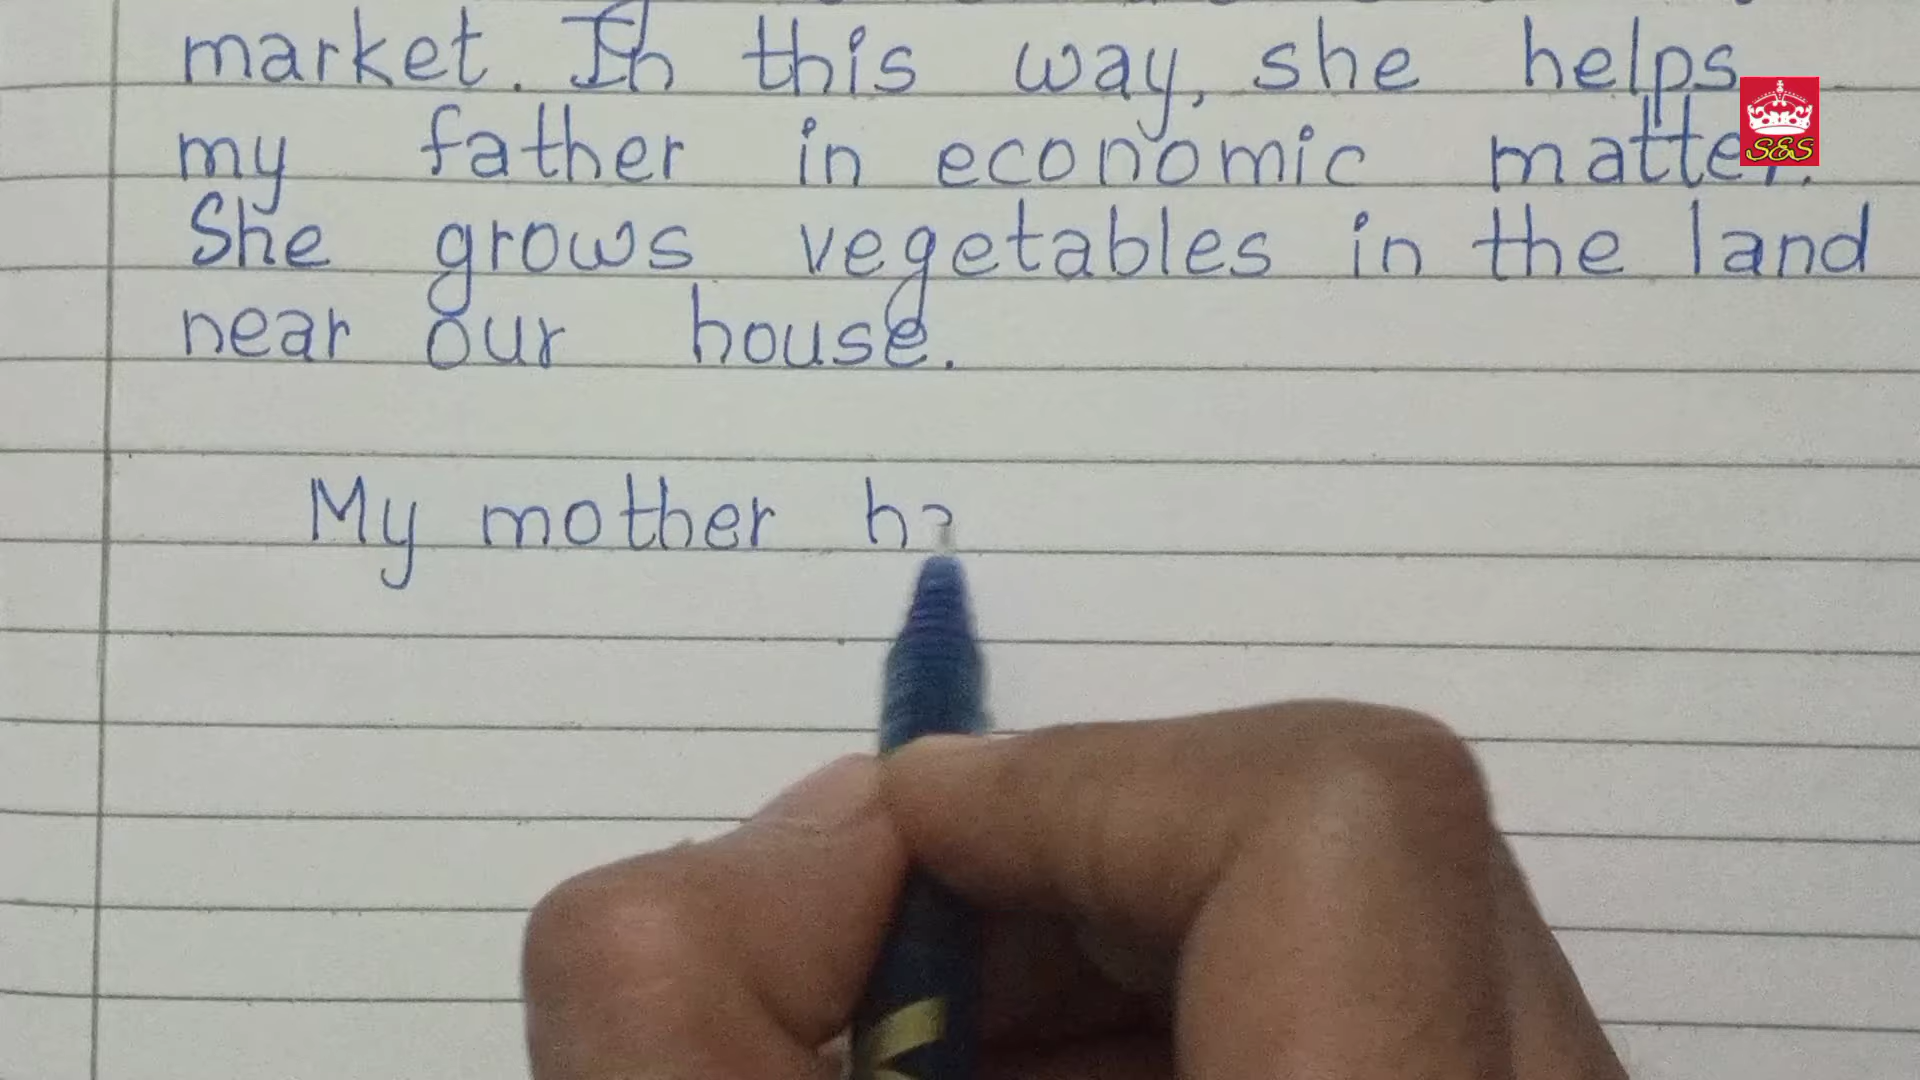 market. In this way, she helps
my father in economic matter.
She grows vegetables in the land
near our house.
My mother
S&S